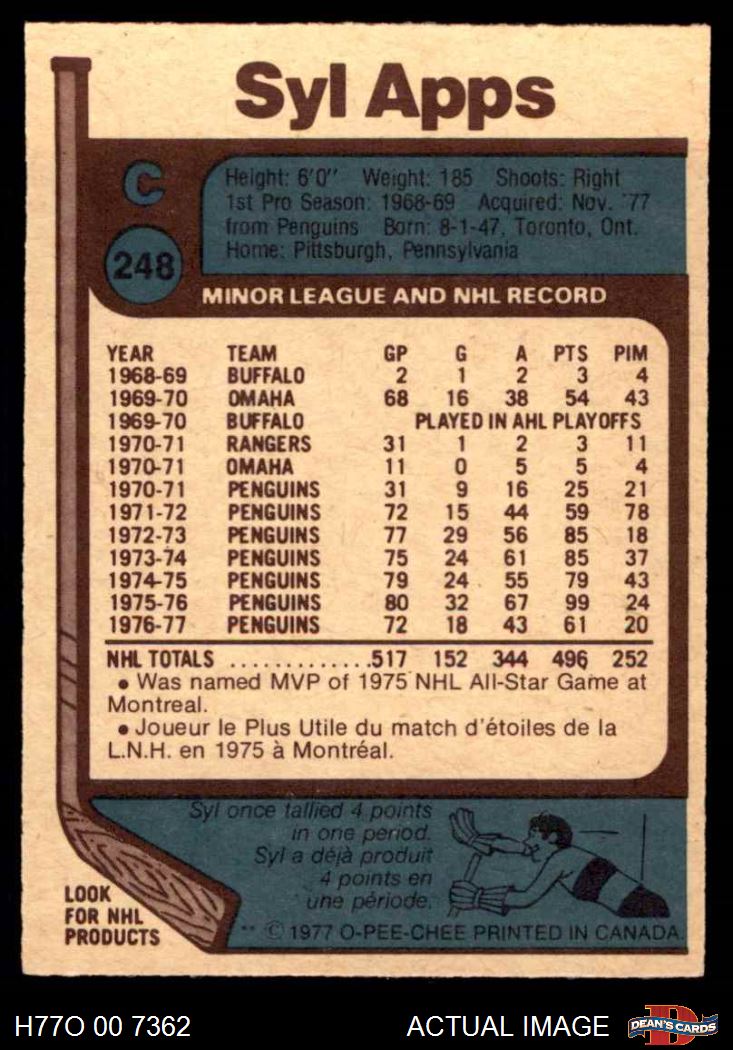 Syl Apps
C
248
Height: 6'0" Weight: 185 Shoots: Right
1st Pro Season: 1968-69 Acquired: Nov. '77
from Penguins Born: 8-1-47, Toronto, Ont.
Home: Pittsburgh, Pennsylvania
MINOR LEAGUE AND NHL RECORD
YEAR TEAM GP G A PTS PIM
1968-69 BUFFALO 2 1 2 3 4
1969-70 OMAHA 68 16 38 54 43
1969-70 BUFFALO PLAYED IN AHL PLAYOFFS
1970-71 RANGERS 31 1 2 3 11
1970-71 OMAHA 11 0 5 5 4
1970-71 PENGUINS 31 9 16 25 21
1971-72 PENGUINS 72 15 44 59 78
1972-73 PENGUINS 77 29 56 85 18
1973-74 PENGUINS 75 24 61 85 37
1974-75 PENGUINS 79 24 55 79 43
1975-76 PENGUINS 80 32 67 99 24
1976-77 PENGUINS 72 18 43 61 20
NHL TOTALS .............517 152 344 496 252
• Was named MVP of 1975 NHL All-Star Game at
Montreal.
• Joueur le Plus Utile du match d'étoiles de la
L.N.H. en 1975 à Montréal.
Syl once tallied 4 points
in one period.
Syl a déjà produit
4 points en
une période.
LOOK
FOR NHL
PRODUCTS
** © 1977 O-PEE-CHEE PRINTED IN CANADA
H77O 00 7362
ACTUAL IMAGE
D
DEAN'S CARDS